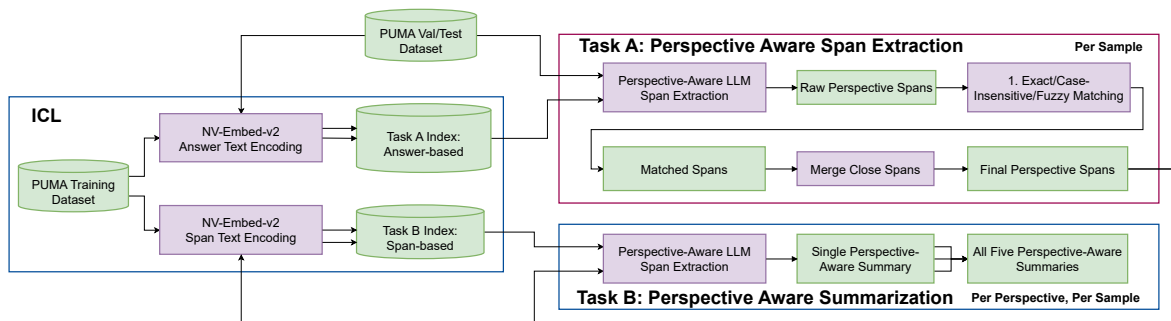 PUMA Val/Test
Dataset
ICL
NV-Embed-v2
Answer Text Encoding
Task A Index:
Answer-based
PUMA Training
Dataset
NV-Embed-v2
Span Text Encoding
Task B Index:
Span-based
Task A: Perspective Aware Span Extraction
Per Sample
Perspective-Aware LLM
Span Extraction
Raw Perspective Spans
1. Exact/Case-
Insensitive/Fuzzy Matching
Matched Spans
Merge Close Spans
Final Perspective Spans
Perspective-Aware LLM
Span Extraction
Single Perspective-
Aware Summary
All Five Perspective-Aware
Summaries
Task B: Perspective Aware Summarization
Per Perspective, Per Sample